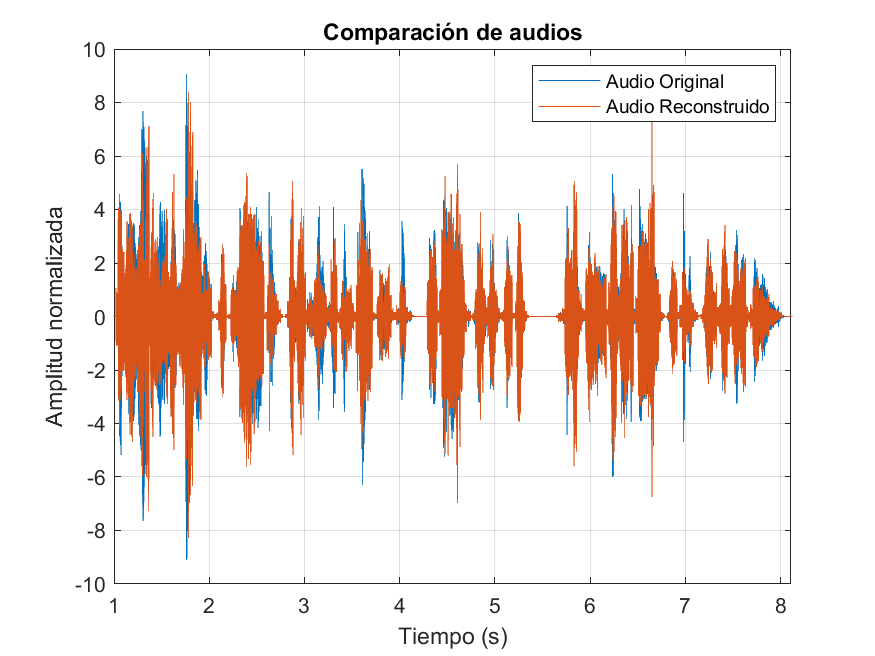 Comparación de audios
Audio Original
Audio Reconstruido
Amplitud normalizada
10
8
6
4
2
0
-2
-4
-6
-8
-10
1 2 3 4 5 6 7 8
Tiempo (s)